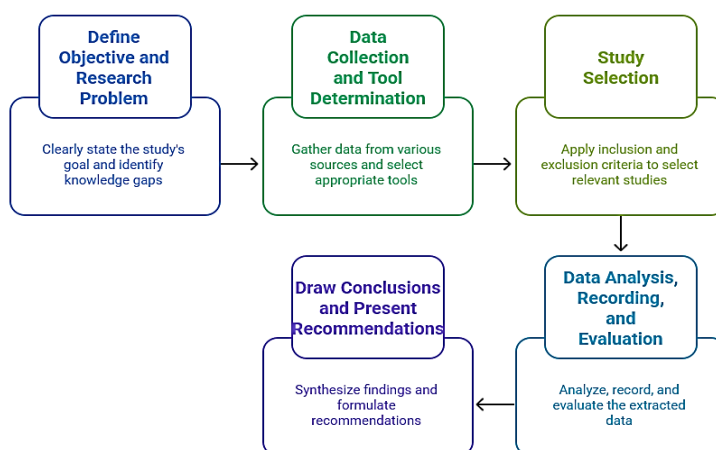 Define
Objective and
Research
Problem
Clearly state the study's
goal and identify
knowledge gaps
Data
Collection
and Tool
Determination
Gather data from various
sources and select
appropriate tools
Study
Selection
Apply inclusion and
exclusion criteria to select
relevant studies
Data Analysis,
Recording,
and
Evaluation
Analyze, record, and
evaluate the extracted
data
Draw Conclusions
and Present
Recommendations
Synthesize findings and
formulate
recommendations